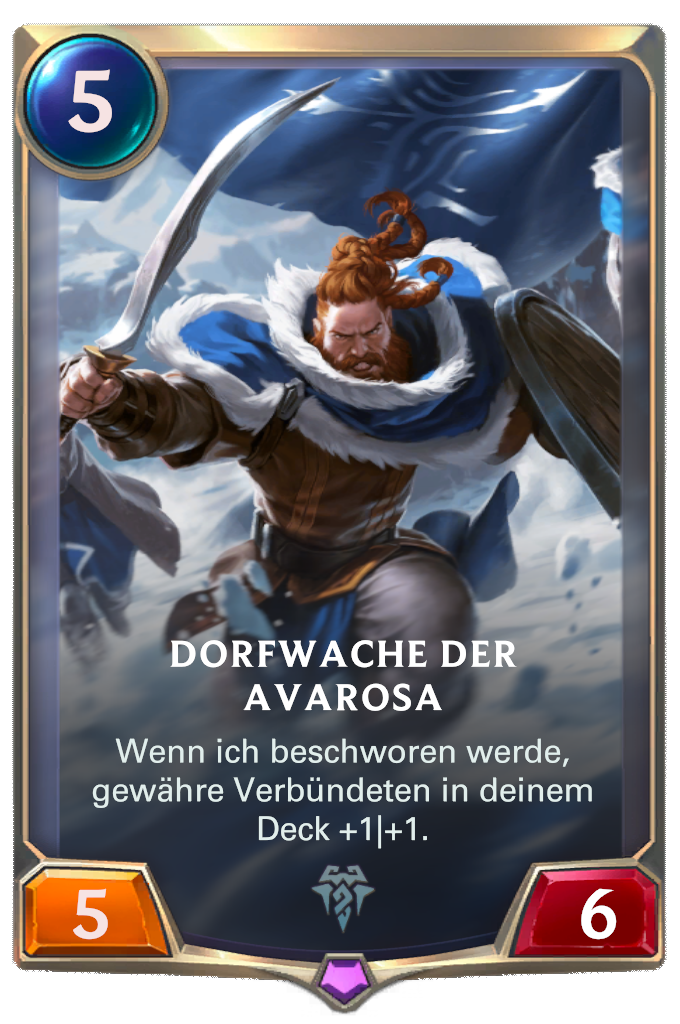 5
DORFWACHE DER
AVAROSA
Wenn ich beschworen werde,
gewähre Verbündeten in deinem
Deck +1|+1.
5
6